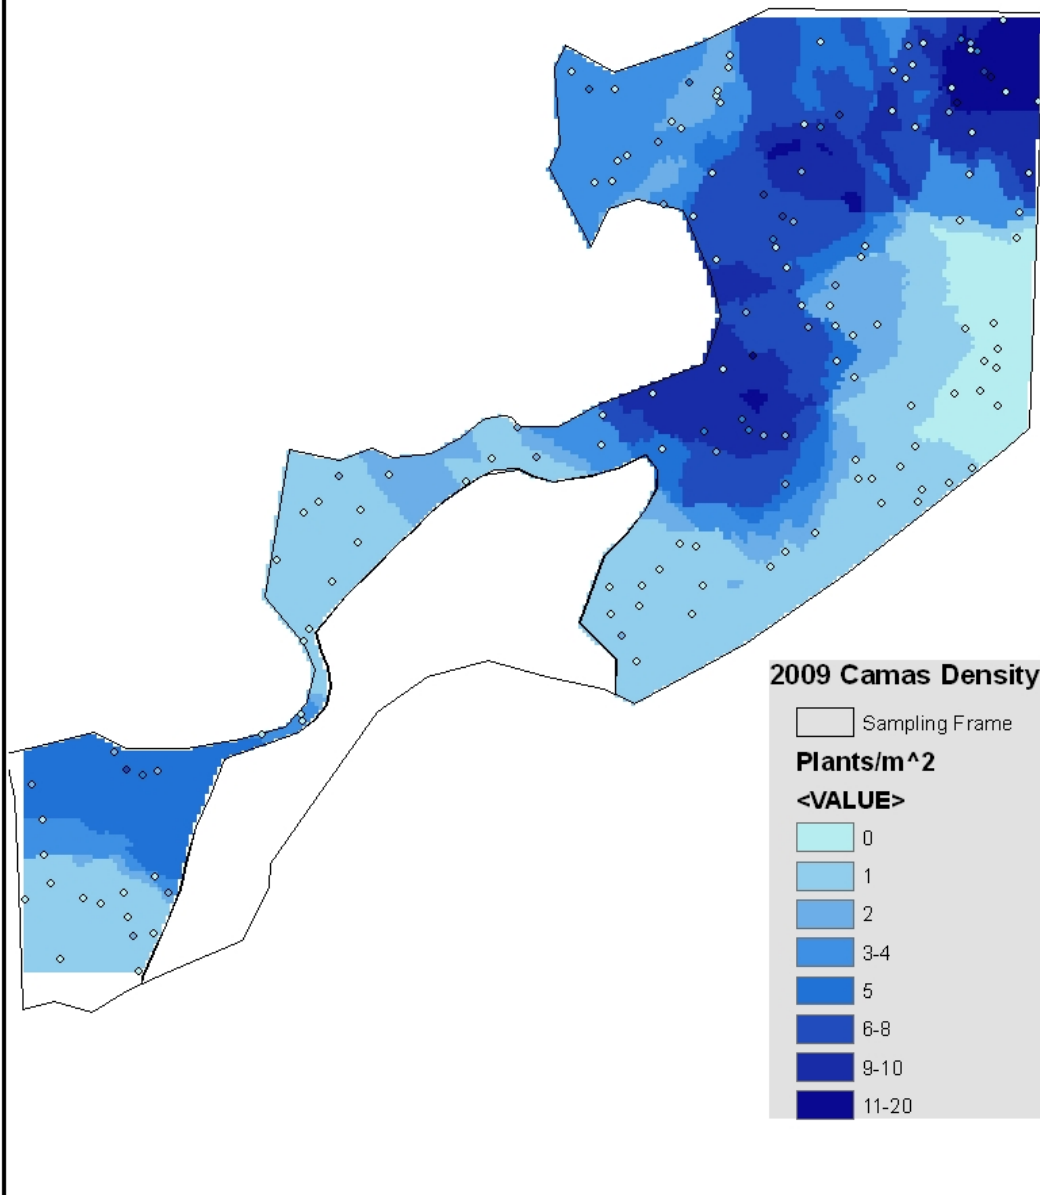 2009 Camas Density
Sampling Frame
Plants/m^2
<VALUE>
0
1
2
3-4
5
6-8
9-10
11-20